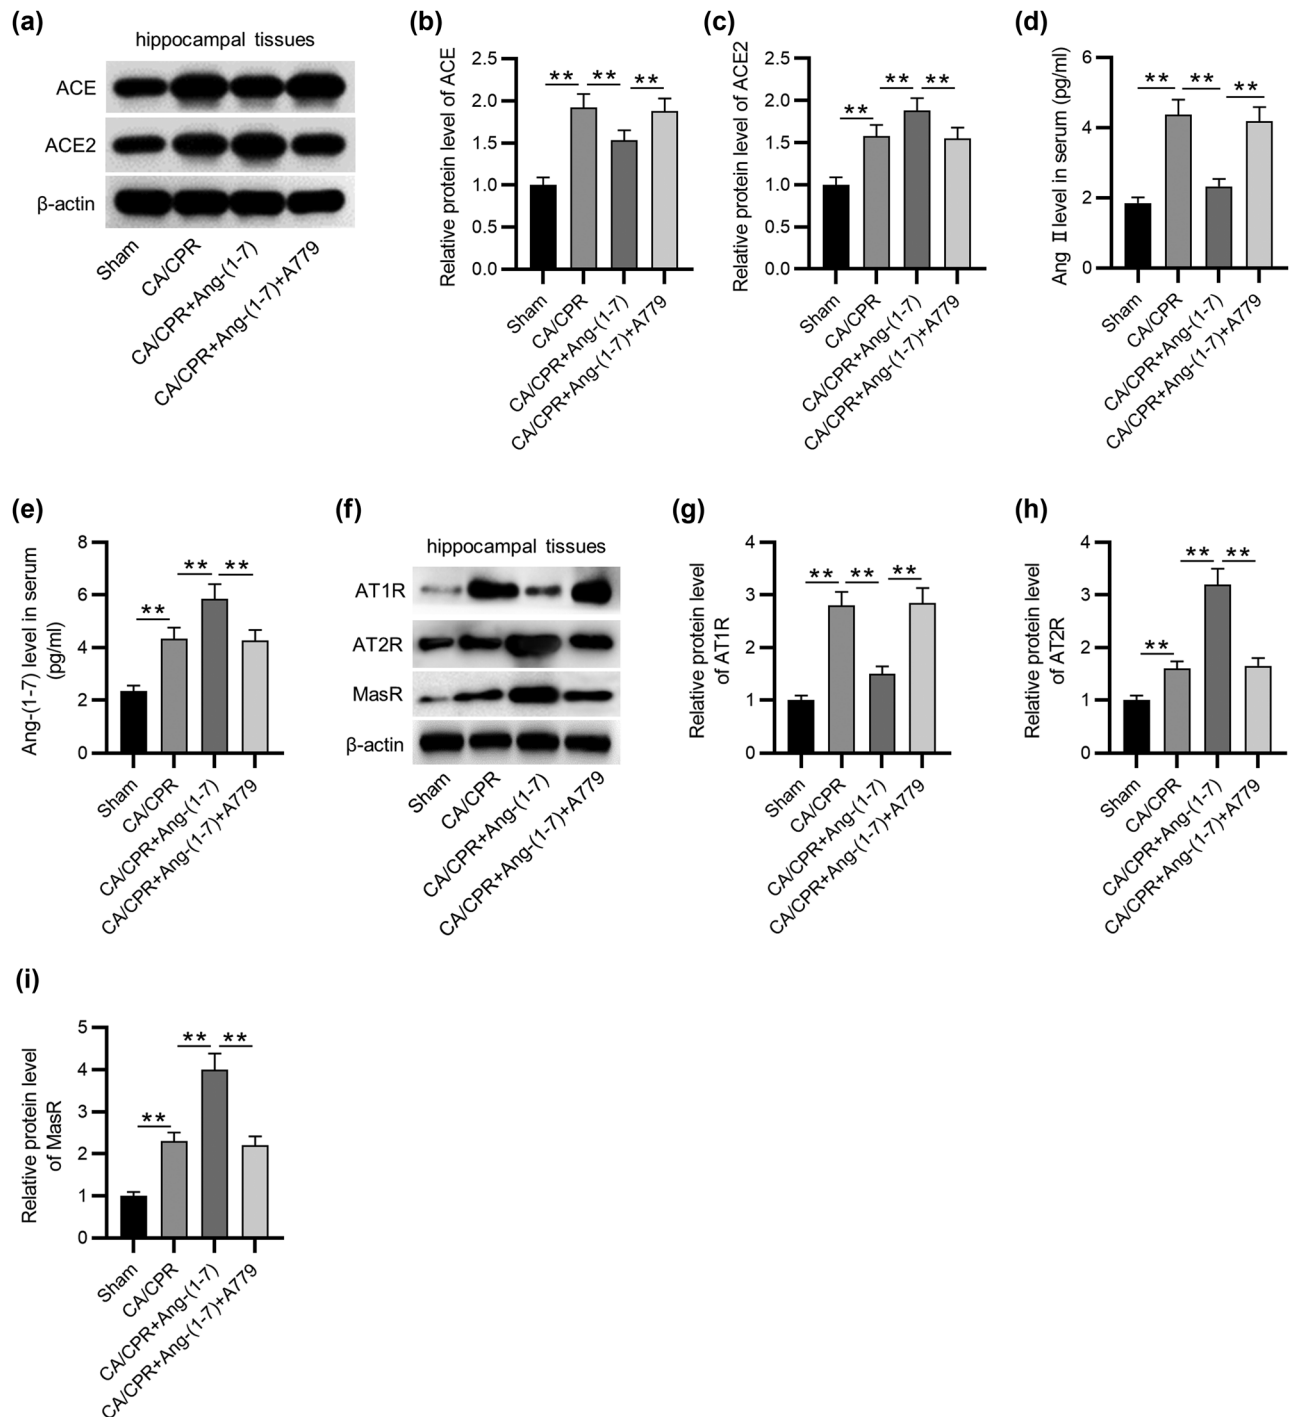 (a)
hippocampal tissues
ACE
ACE2
β-actin
Sham
CA/CPR
CA/CPR+Ang-(1-7)
CA/CPR+Ang-(1-7)+A779
(b)
Relative protein level of ACE
2.5
2.0
1.5
1.0
0.5
0.0
** ** **
Sham
CA/CPR
CA/CPR+Ang-(1-7)
CA/CPR+Ang-(1-7)+A779
(c)
Relative protein level of ACE2
2.5
2.0
1.5
1.0
0.5
0.0
** ** **
Sham
CA/CPR
CA/CPR+Ang-(1-7)
CA/CPR+Ang-(1-7)+A779
(d)
Ang Ⅱ level in serum (pg/ml)
6
4
2
0
** ** **
Sham
CA/CPR
CA/CPR+Ang-(1-7)
CA/CPR+Ang-(1-7)+A779
(e)
Ang-(1-7) level in serum
(pg/ml)
8
6
4
2
0
** ** **
Sham
CA/CPR
CA/CPR+Ang-(1-7)
CA/CPR+Ang-(1-7)+A779
(f)
hippocampal tissues
AT1R
AT2R
MasR
β-actin
Sham
CA/CPR
CA/CPR+Ang-(1-7)
CA/CPR+Ang-(1-7)+A779
(g)
Relative protein level
of AT1R
4
3
2
1
0
** ** **
Sham
CA/CPR
CA/CPR+Ang-(1-7)
CA/CPR+Ang-(1-7)+A779
(h)
Relative protein level
of AT2R
4
3
2
1
0
** ** **
Sham
CA/CPR
CA/CPR+Ang-(1-7)
CA/CPR+Ang-(1-7)+A779
(i)
Relative protein level
of MasR
5
4
3
2
1
0
** ** **
Sham
CA/CPR
CA/CPR+Ang-(1-7)
CA/CPR+Ang-(1-7)+A779